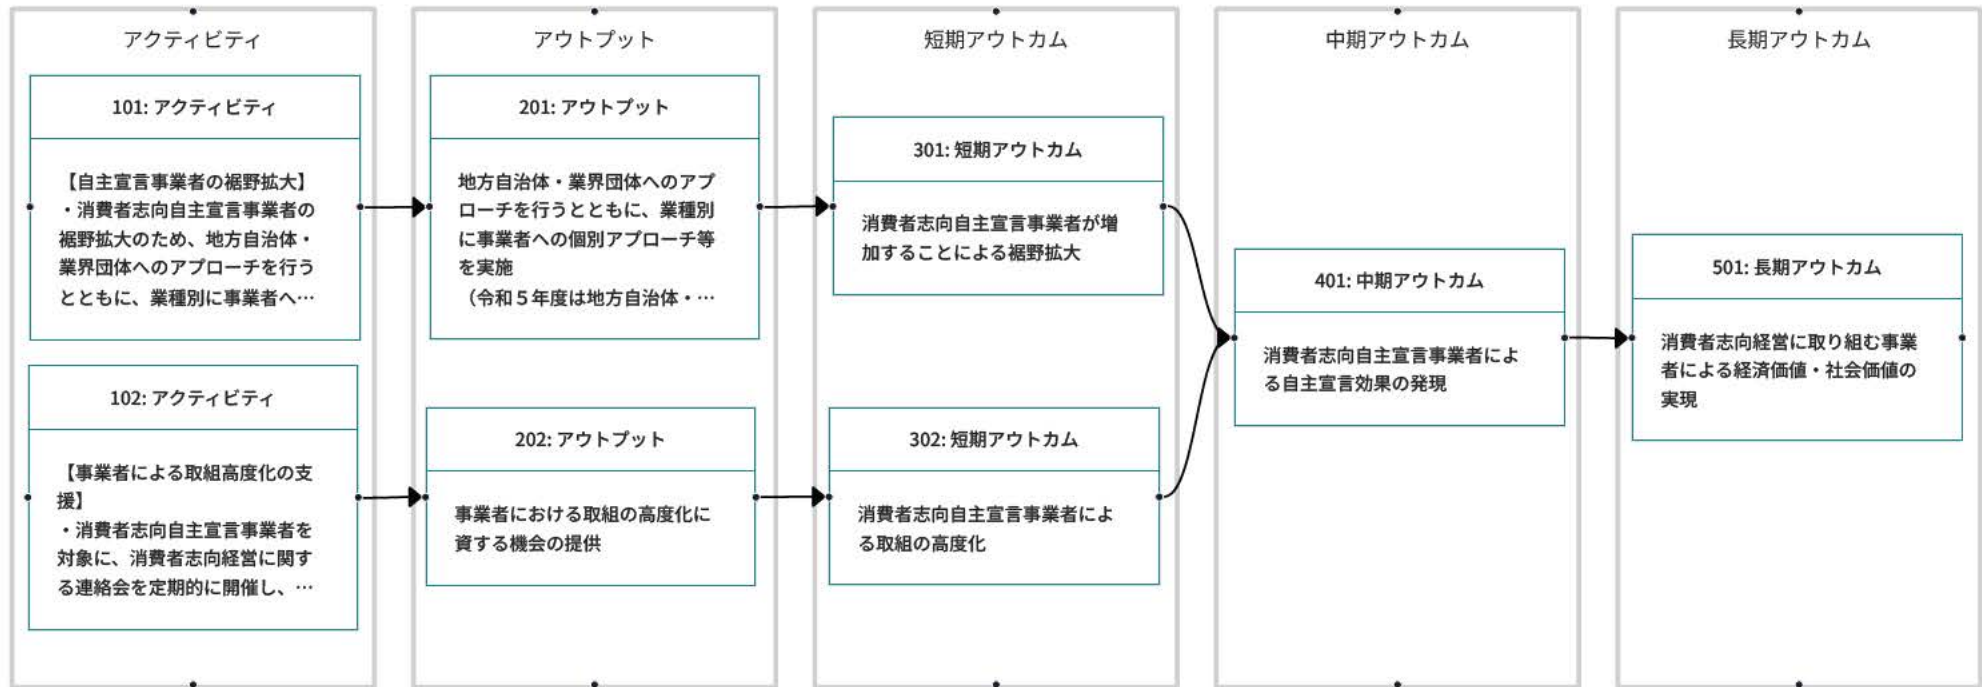 アクティビティ
101: アクティビティ
【自主宣言事業者の裾野拡大】
・消費者志向自主宣言事業者の
裾野拡大のため、地方自治体・
業界団体へのアプローチを行う
とともに、業種別に事業者へ…
102: アクティビティ
【事業者による取組高度化の支
援】
・消費者志向自主宣言事業者を
対象に、消費者志向経営に関す
る連絡会を定期的に開催し、…
アウトプット
201: アウトプット
地方自治体・業界団体へのアプ
ローチを行うとともに、業種別
に事業者への個別アプローチ等
を実施
（令和５年度は地方自治体・…
202: アウトプット
事業者における取組の高度化に
資する機会の提供
短期アウトカム
301: 短期アウトカム
消費者志向自主宣言事業者が増
加することによる裾野拡大
302: 短期アウトカム
消費者志向自主宣言事業者によ
る取組の高度化
中期アウトカム
401: 中期アウトカム
消費者志向自主宣言事業者によ
る自主宣言効果の発現
長期アウトカム
501: 長期アウトカム
消費者志向経営に取り組む事業
者による経済価値・社会価値の
実現